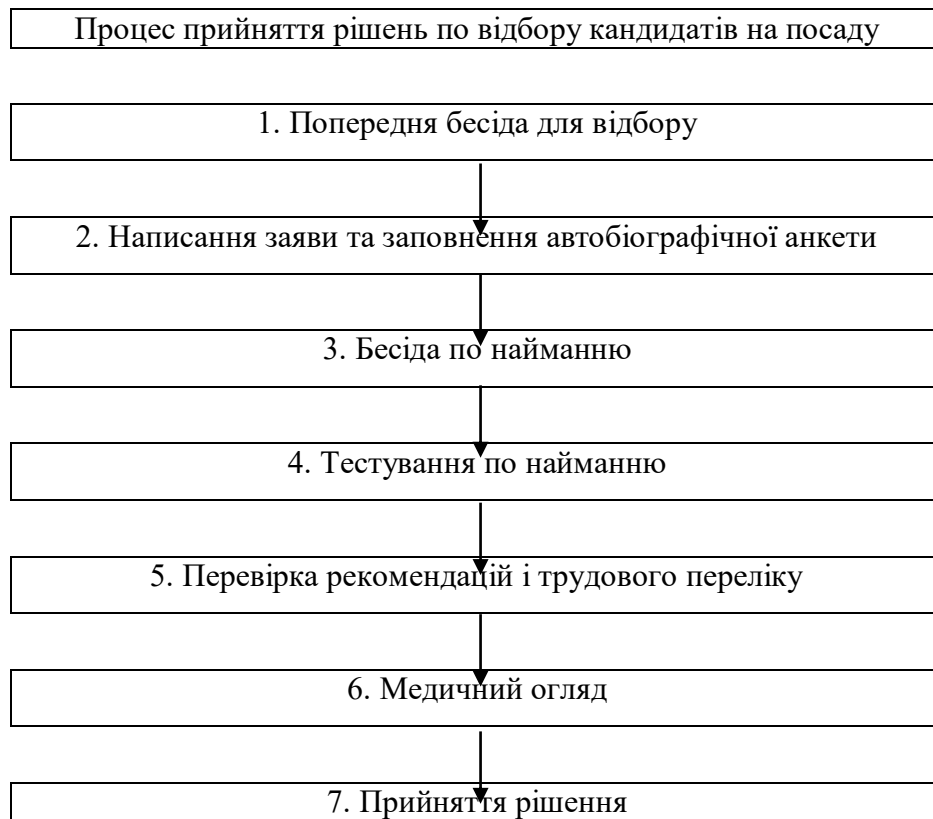 Процес прийняття рішень по відбору кандидатів на посаду
1. Попередня бесіда для відбору
2. Написання заяви та заповнення автобіографічної анкети
3. Бесіда по найманню
4. Тестування по найманню
5. Перевірка рекомендацій і трудового переліку
6. Медичний огляд
7. Прийняття рішення